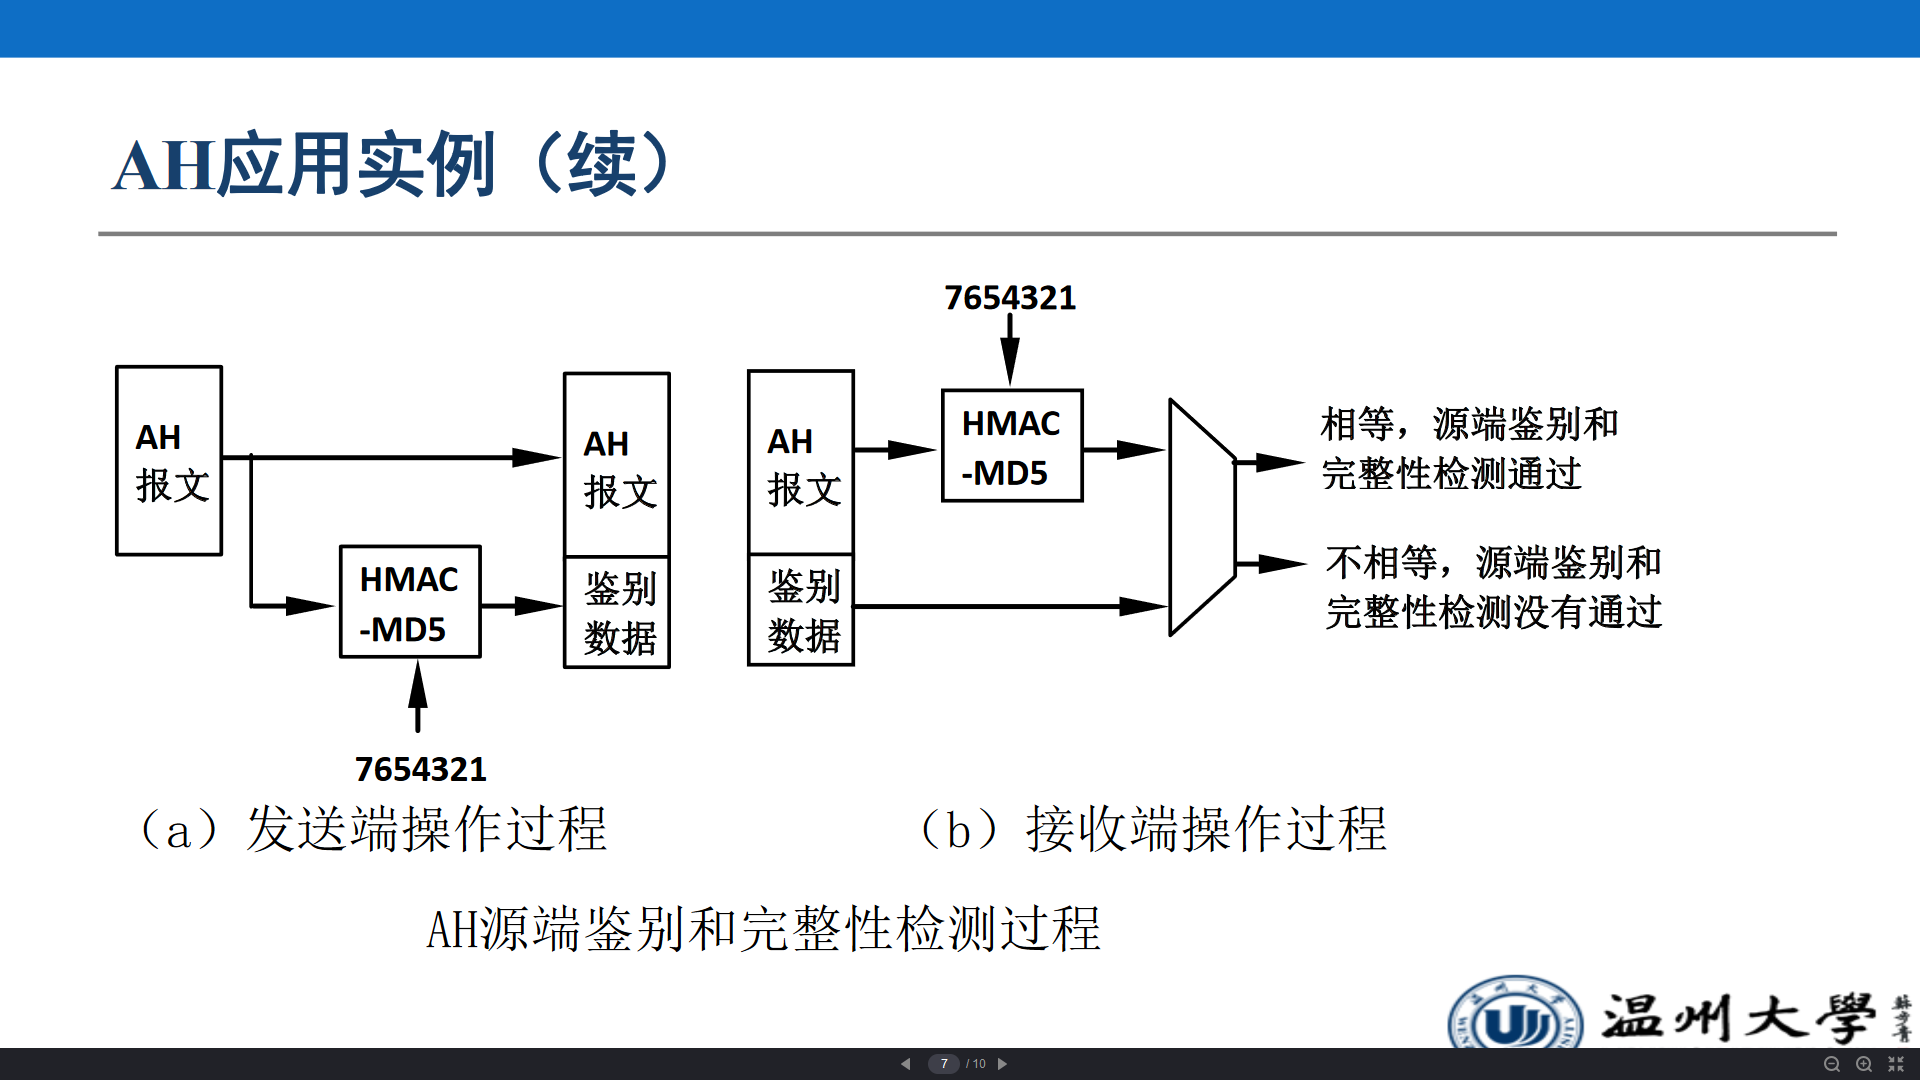 AH应用实例（续）
AH
报文
HMAC
-MD5
7654321
AH
报文
鉴别
数据
AH
报文
鉴别
数据
7654321
HMAC
-MD5
相等，源端鉴别和
完整性检测通过
不相等，源端鉴别和
完整性检测没有通过
（a）发送端操作过程
（b）接收端操作过程
AH源端鉴别和完整性检测过程
温州大學
7 / 10